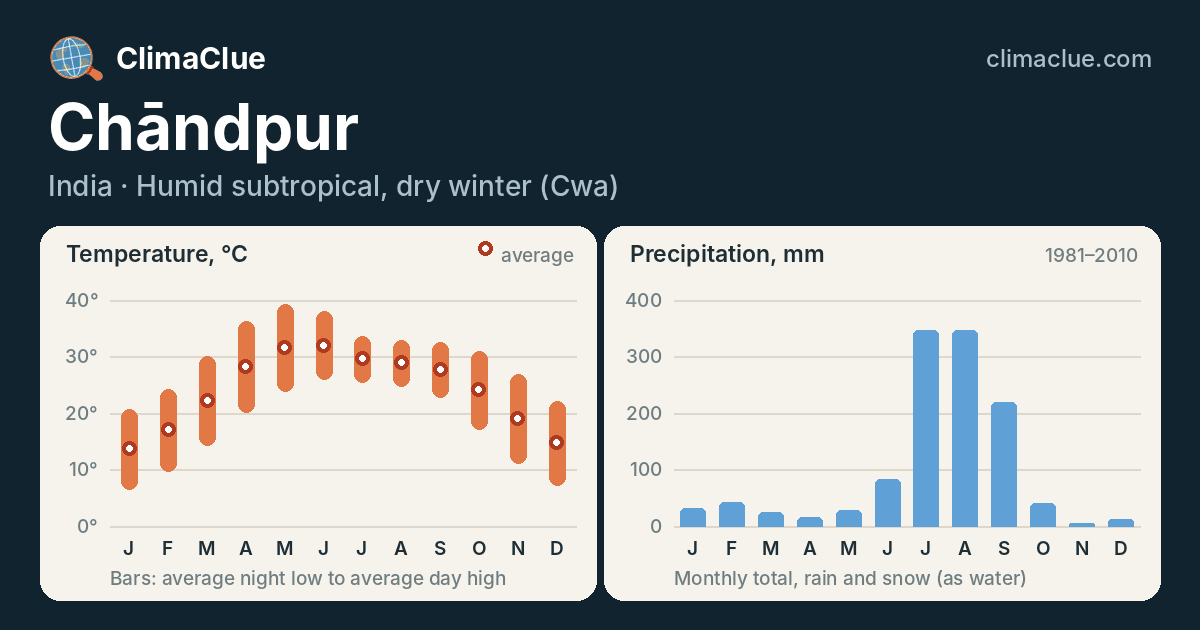 ClimaClue
climaclue.com
Chāndpur
India · Humid subtropical, dry winter (Cwa)
Temperature, °C
average
40°
30°
20°
10°
0°
J F M A M J J A S O N D
Bars: average night low to average day high
Precipitation, mm
1981–2010
400
300
200
100
0
J F M A M J J A S O N D
Monthly total, rain and snow (as water)